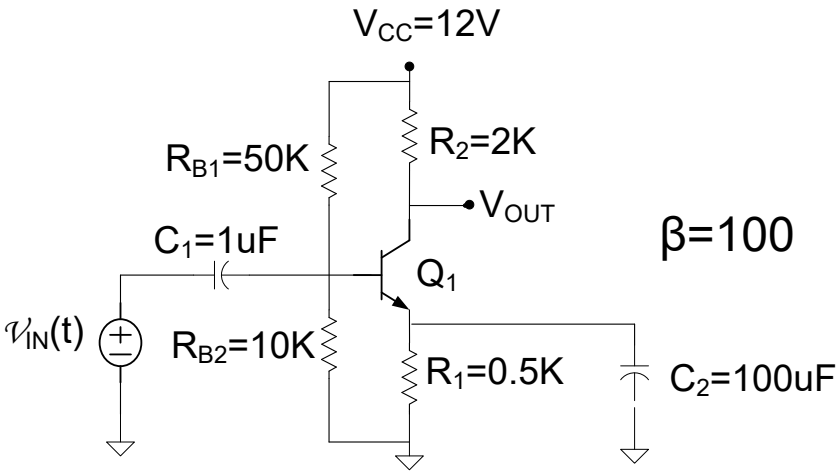 V_CC=12V
R_B1=50K
R_2=2K
V_OUT
C_1=1uF
β=100
Q_1
𝒱_IN(t)
R_B2=10K
R_1=0.5K
C_2=100uF